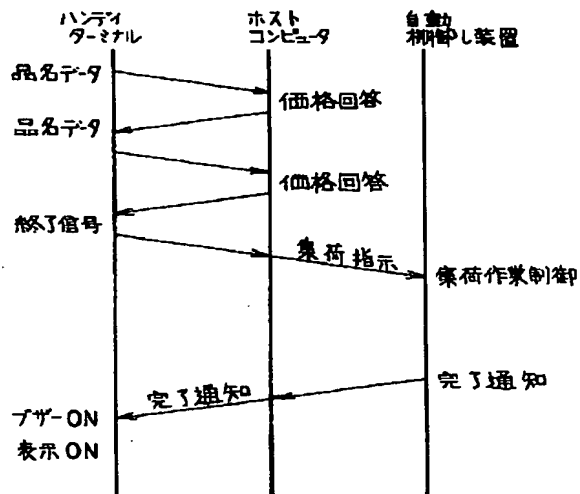 ハンディ
ターミナル
ホスト
コンピュータ
自動
棚卸し装置
品名データ
価格回答
品名データ
価格回答
終了信号
集荷指示
集荷作業制御
完了通知
完了通知
ブザーON
表示ON